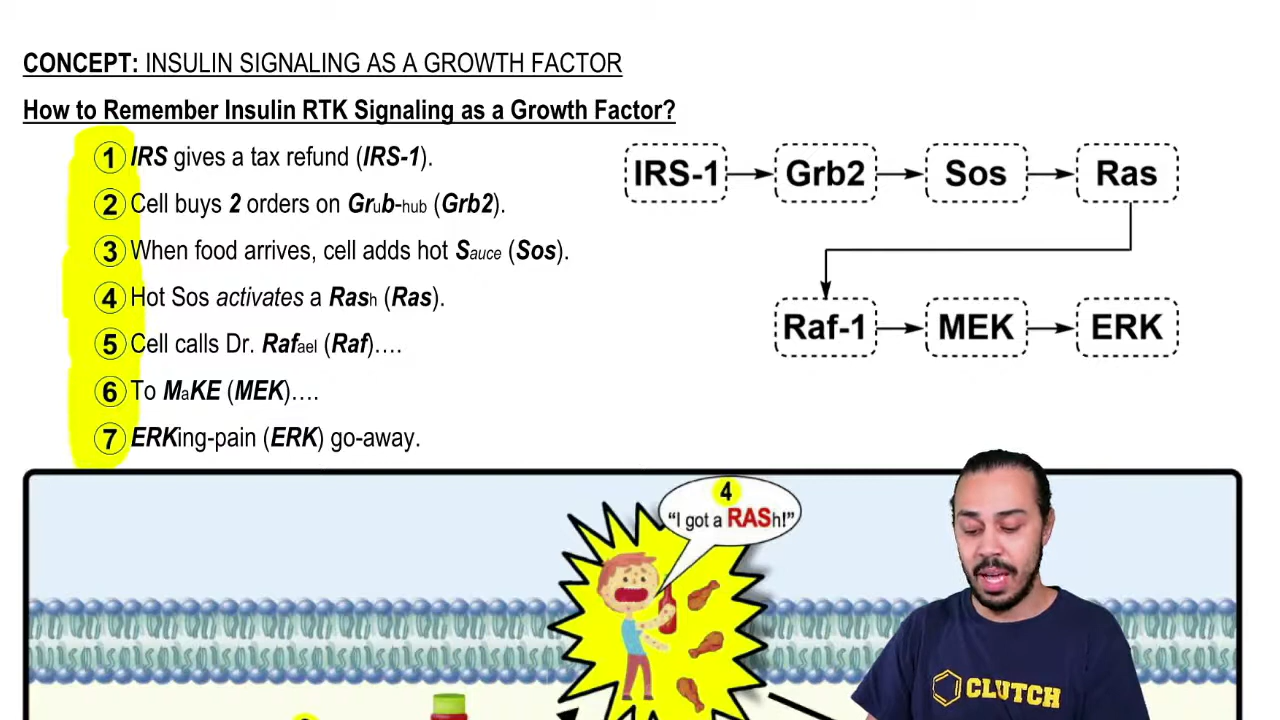 CONCEPT: INSULIN SIGNALING AS A GROWTH FACTOR
How to Remember Insulin RTK Signaling as a Growth Factor?
1 IRS gives a tax refund (IRS-1).
2 Cell buys 2 orders on Grub-hub (Grb2).
3 When food arrives, cell adds hot Sauce (Sos).
4 Hot Sos activates a Rash (Ras).
5 Cell calls Dr. Rafael (Raf)….
6 To MaKE (MEK)….
7 ERKing-pain (ERK) go-away.
IRS-1 Grb2 Sos Ras
Raf-1 MEK ERK
4
“I got a RASh!”
CLUTCH